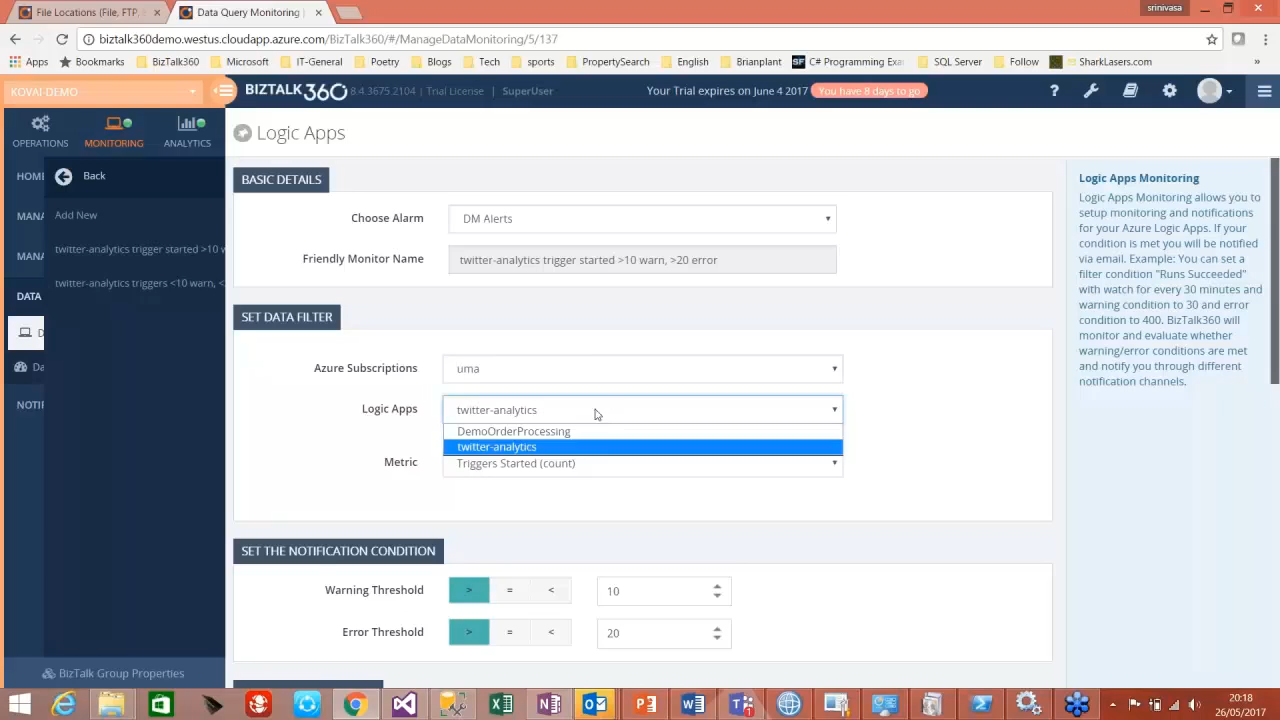 srinivasa
File Locations (File, FTP,
Data Query Monitoring |
biztalk360demo.westus.cloudapp.azure.com/BizTalk360/#/ManageDataMonitoring/5/137
Apps Bookmarks BizTalk360 Microsoft IT-General Poetry Blogs Tech sports PropertySearch English Brianplant C# Programming Exa SQL Server Follow SharkLasers.com »
KOVAI-DEMO
BIZTALK360 8.4.3675.2104 | Trial License | SuperUser
Your Trial expires on June 4 2017 You have 8 days to go
OPERATIONS MONITORING ANALYTICS
Logic Apps
HOME
Back
MANA
Add New
MANA
twitter-analytics trigger started >10 w
twitter-analytics triggers <10 warn, <
DATA
D
Da
NOTIF
BizTalk Group Properties
BASIC DETAILS
Choose Alarm DM Alerts
Friendly Monitor Name twitter-analytics trigger started >10 warn, >20 error
SET DATA FILTER
Azure Subscriptions uma
Logic Apps twitter-analytics
DemoOrderProcessing
twitter-analytics
Metric Triggers Started (count)
SET THE NOTIFICATION CONDITION
Warning Threshold > = < 10
Error Threshold > = < 20
Logic Apps Monitoring
Logic Apps Monitoring allows you to
setup monitoring and notifications
for your Azure Logic Apps. If your
condition is met you will be notified
via email. Example: You can set a
filter condition "Runs Succeeded"
with watch for every 30 minutes and
warning condition to 30 and error
condition to 400. BizTalk360 will
monitor and evaluate whether
warning/error conditions are met
and notify you through different
notification channels.
20:18
26/05/2017